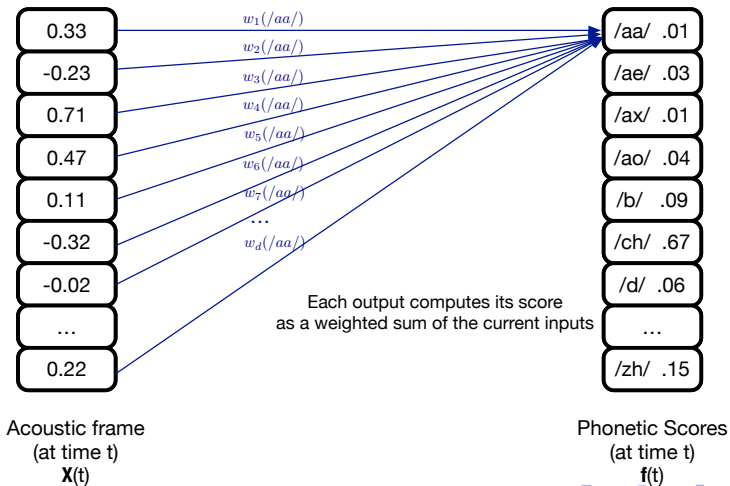 0.33
-0.23
0.71
0.47
0.11
-0.32
-0.02
...
0.22
w₁(/aa/)
w₂(/aa/)
w₃(/aa/)
w₄(/aa/)
w₅(/aa/)
w₆(/aa/)
w₇(/aa/)
...
w_d(/aa/)
Each output computes its score
as a weighted sum of the current inputs
/aa/ .01
/ae/ .03
/ax/ .01
/ao/ .04
/b/ .09
/ch/ .67
/d/ .06
...
/zh/ .15
Acoustic frame
(at time t)
X(t)
Phonetic Scores
(at time t)
f(t)